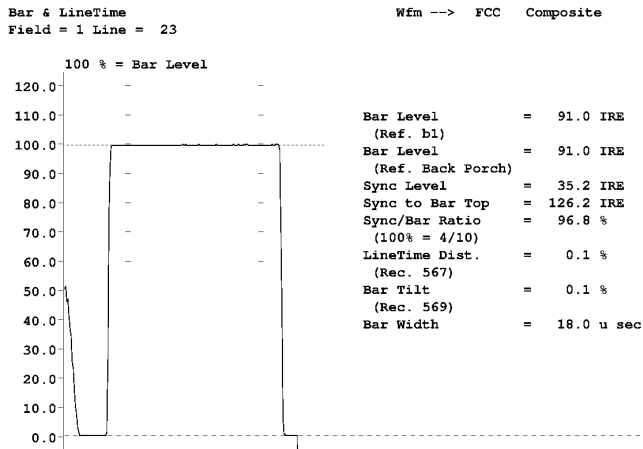 Bar & LineTime
Wfm --> FCC Composite
Field = 1 Line = 23
100 % = Bar Level
120.0
110.0
100.0
90.0
80.0
70.0
60.0
50.0
40.0
30.0
20.0
10.0
0.0
Bar Level = 91.0 IRE
(Ref. b1)
Bar Level = 91.0 IRE
(Ref. Back Porch)
Sync Level = 35.2 IRE
Sync to Bar Top = 126.2 IRE
Sync/Bar Ratio = 96.8 %
(100% = 4/10)
LineTime Dist. = 0.1 %
(Rec. 567)
Bar Tilt = 0.1 %
(Rec. 569)
Bar Width = 18.0 u sec